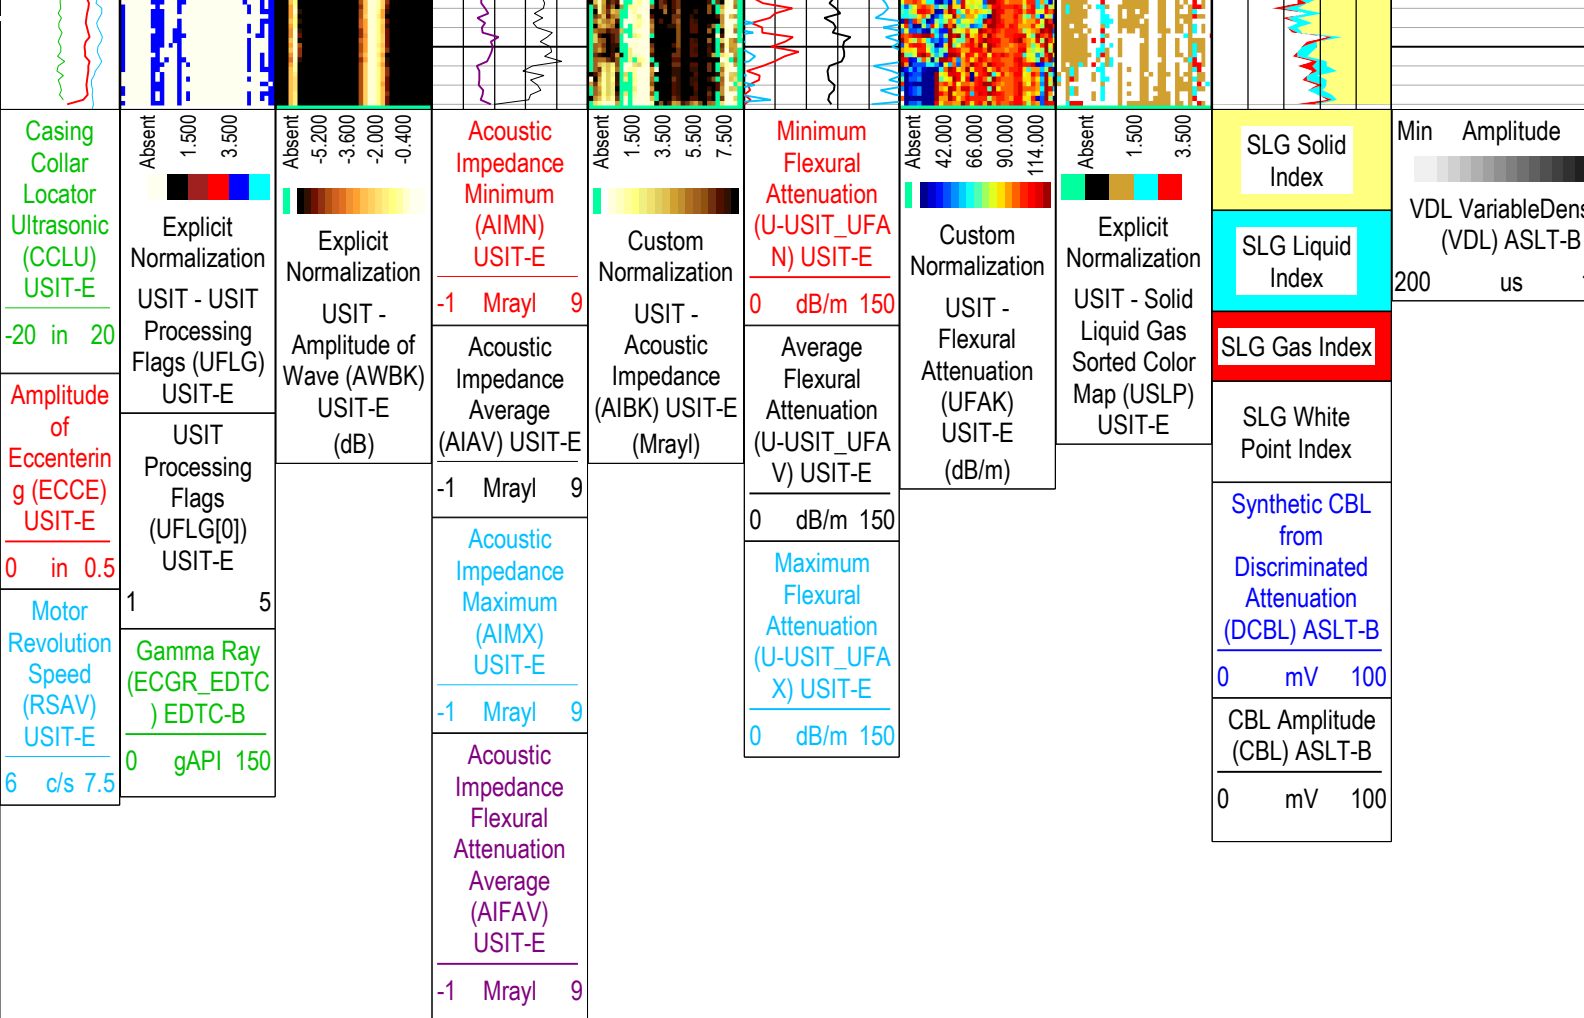 Casing
Collar
Locator
Ultrasonic
(CCLU)
USIT-E
-20 in 20
Amplitude
of
Eccenterin
g (ECCE)
USIT-E
0 in 0.5
Motor
Revolution
Speed
(RSAV)
USIT-E
6 c/s 7.5
Absent 1.500 3.500
Explicit
Normalization
USIT - USIT
Processing
Flags (UFLG)
USIT-E
USIT
Processing
Flags
(UFLG[0])
USIT-E
1 5
Gamma Ray
(ECGR_EDTC
) EDTC-B
0 gAPI 150
Absent -5.200 -3.600 -2.000 -0.400
Explicit
Normalization
USIT -
Amplitude of
Wave (AWBK)
USIT-E
(dB)
Acoustic
Impedance
Minimum
(AIMN)
USIT-E
-1 Mrayl 9
Acoustic
Impedance
Average
(AIAV) USIT-E
-1 Mrayl 9
Acoustic
Impedance
Maximum
(AIMX)
USIT-E
-1 Mrayl 9
Acoustic
Impedance
Flexural
Attenuation
Average
(AIFAV)
USIT-E
-1 Mrayl 9
Absent 1.500 3.500 5.500 7.500
Custom
Normalization
USIT -
Acoustic
Impedance
(AIBK) USIT-E
(Mrayl)
Minimum
Flexural
Attenuation
(U-USIT_UFA
N) USIT-E
0 dB/m 150
Average
Flexural
Attenuation
(U-USIT_UFA
V) USIT-E
0 dB/m 150
Maximum
Flexural
Attenuation
(U-USIT_UFA
X) USIT-E
0 dB/m 150
Absent 42.000 66.000 90.000 114.000
Custom
Normalization
USIT -
Flexural
Attenuation
(UFAK)
USIT-E
(dB/m)
Absent 1.500 3.500
Explicit
Normalization
USIT - Solid
Liquid Gas
Sorted Color
Map (USLP)
USIT-E
SLG Solid
Index
SLG Liquid
Index
SLG Gas Index
SLG White
Point Index
Synthetic CBL
from
Discriminated
Attenuation
(DCBL) ASLT-B
0 mV 100
CBL Amplitude
(CBL) ASLT-B
0 mV 100
Min Amplitude
VDL VariableDens
(VDL) ASLT-B
200 us